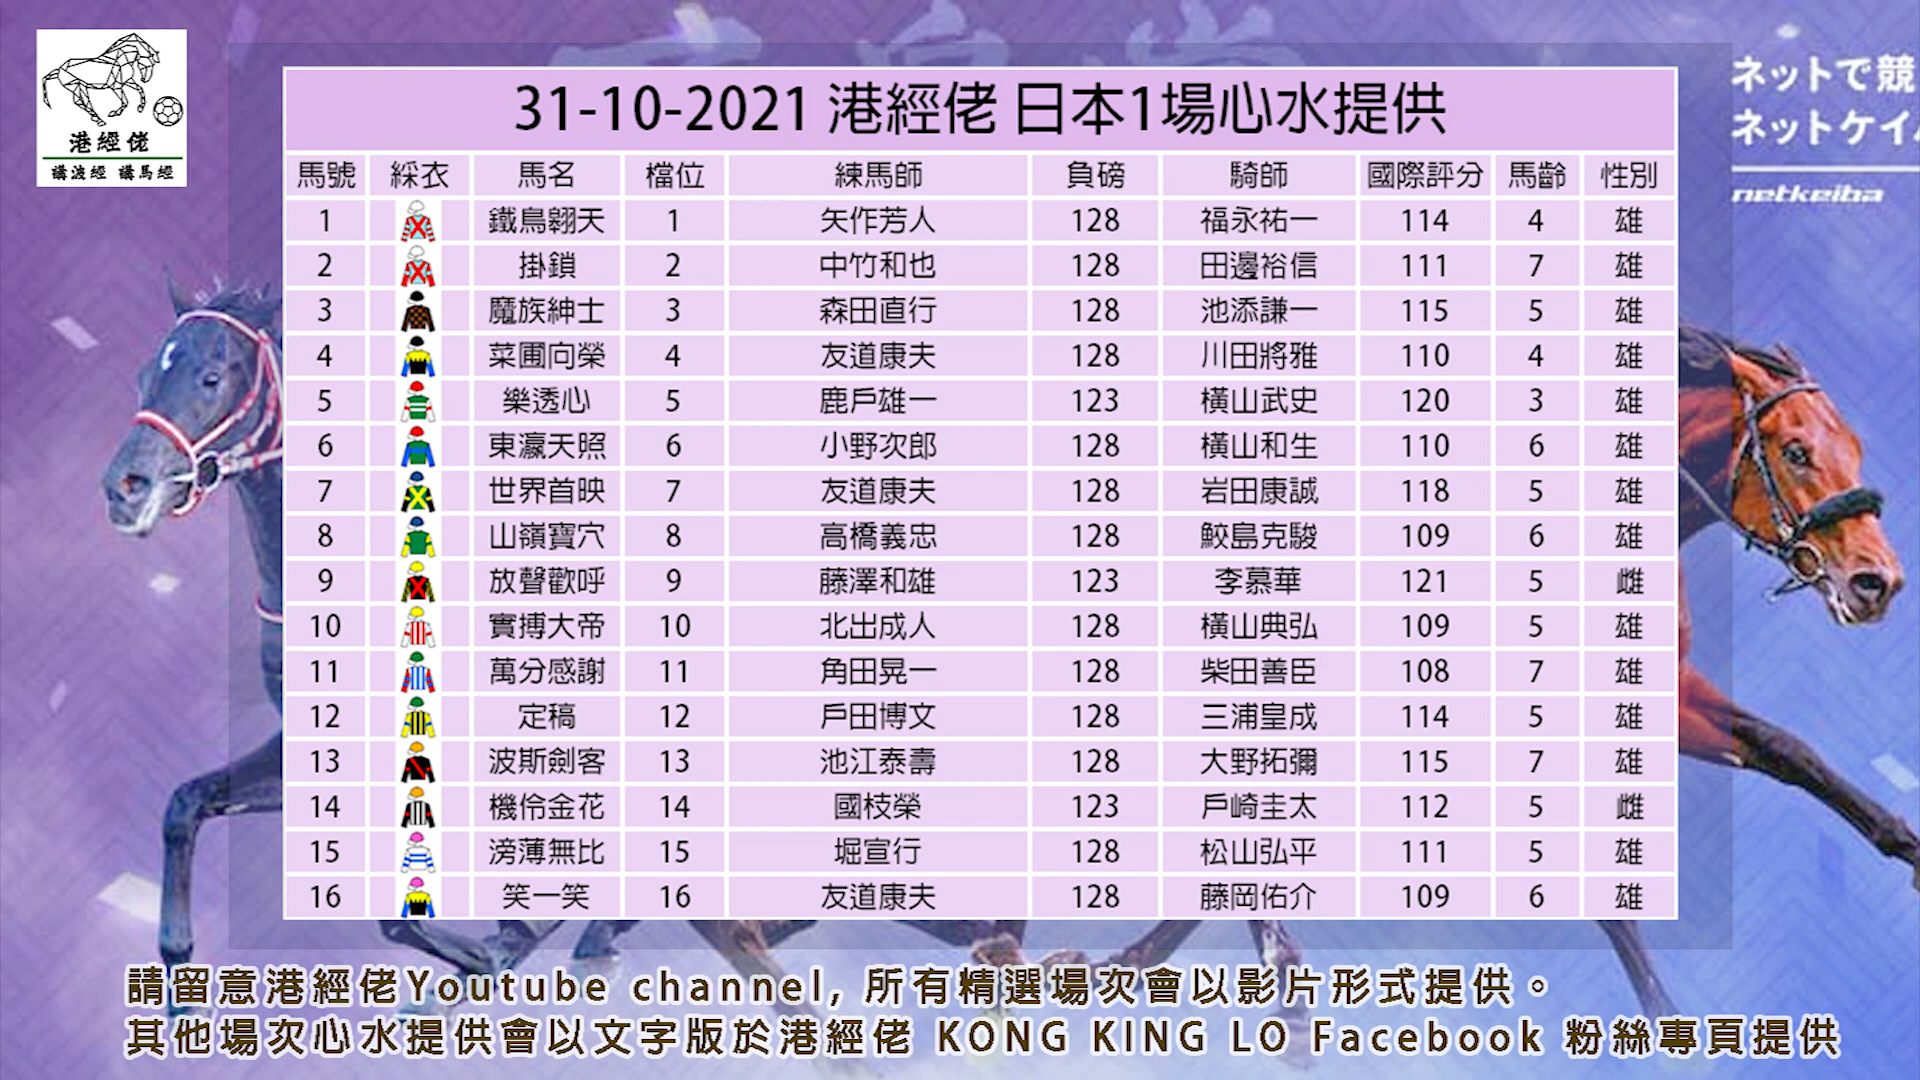 港經佬
講波經 講馬經
ネットで競
ネットケイ
netkeiba
31-10-2021 港經佬 日本1場心水提供
馬號 綵衣 馬名 檔位 練馬師 負磅 騎師 國際評分 馬齡 性別
1 鐵鳥翱天 1 矢作芳人 128 福永祐一 114 4 雄
2 掛鎖 2 中竹和也 128 田邊裕信 111 7 雄
3 魔族紳士 3 森田直行 128 池添謙一 115 5 雄
4 菜圃向榮 4 友道康夫 128 川田將雅 110 4 雄
5 樂透心 5 鹿戶雄一 123 橫山武史 120 3 雄
6 東瀛天照 6 小野次郎 128 橫山和生 110 6 雄
7 世界首映 7 友道康夫 128 岩田康誠 118 5 雄
8 山嶺寶穴 8 高橋義忠 128 鮫島克駿 109 6 雄
9 放聲歡呼 9 藤澤和雄 123 李慕華 121 5 雌
10 實搏大帝 10 北出成人 128 橫山典弘 109 5 雄
11 萬分感謝 11 角田晃一 128 柴田善臣 108 7 雄
12 定稿 12 戶田博文 128 三浦皇成 114 5 雄
13 波斯劍客 13 池江泰壽 128 大野拓彌 115 7 雄
14 機伶金花 14 國枝榮 123 戶崎圭太 112 5 雌
15 滂薄無比 15 堀宣行 128 松山弘平 111 5 雄
16 笑一笑 16 友道康夫 128 藤岡佑介 109 6 雄
請留意港經佬Youtube channel, 所有精選場次會以影片形式提供。
其他場次心水提供會以文字版於港經佬 KONG KING LO Facebook 粉絲專頁提供